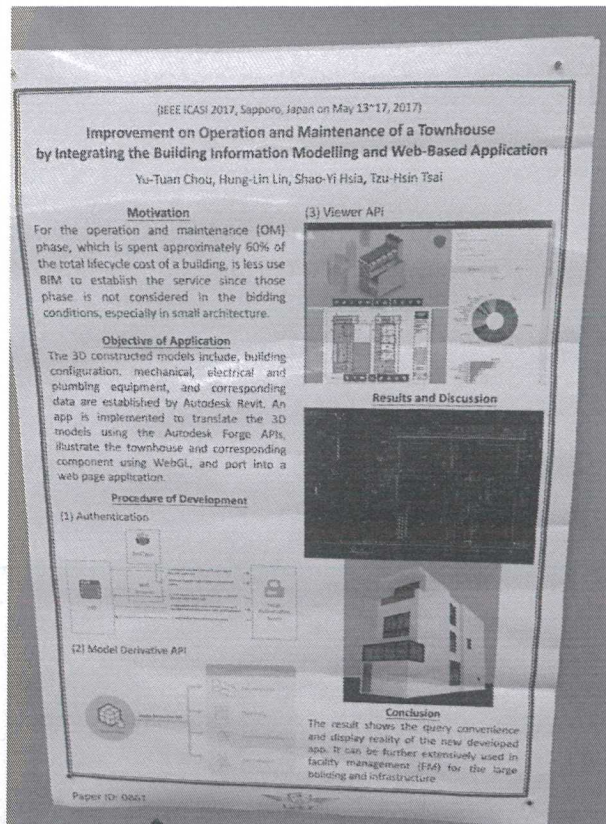 (IEEE ICASI 2017, Sapporo, Japan on May 13~17, 2017)
Improvement on Operation and Maintenance of a Townhouse
by Integrating the Building Information Modelling and Web-Based Application
Yu-Tuan Chou, Hung-Lin Lin, Shao-Yi Hsia, Tzu-Hsin Tsai
Motivation
For the operation and maintenance (OM)
phase, which is spent approximately 60% of
the total lifecycle cost of a building, is less use
BIM to establish the service since those
phase is not considered in the bidding
conditions, especially in small architecture.
Objective of Application
The 3D constructed models include, building
configuration, mechanical, electrical and
plumbing equipment, and corresponding
data are established by Autodesk Revit. An
app is implemented to translate the 3D
models using the Autodesk Forge APIs,
illustrate the townhouse and corresponding
component using WebGL, and port into a
web page application.
Procedure of Development
(1) Authentication
(2) Model Derivative API
(3) Viewer API
Results and Discussion
Conclusion
The result shows the query convenience
and display reality of the new developed
app. It can be further extensively used in
facility management (FM) for the large
building and infrastructure
Paper ID: 0861